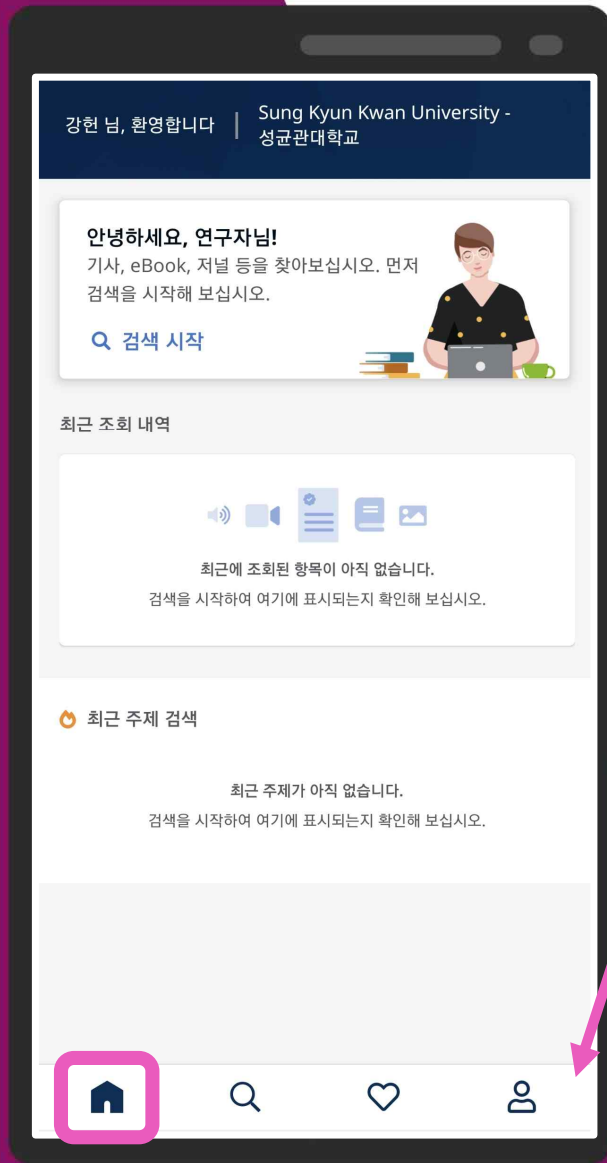 강헌 님, 환영합니다
Sung Kyun Kwan University -
성균관대학교
안녕하세요, 연구자님!
기사, eBook, 저널 등을 찾아보십시오. 먼저
검색을 시작해 보십시오.
검색 시작
최근 조회 내역
최근에 조회된 항목이 아직 없습니다.
검색을 시작하여 여기에 표시되는지 확인해 보십시오.
최근 주제 검색
최근 주제가 아직 없습니다.
검색을 시작하여 여기에 표시되는지 확인해 보십시오.